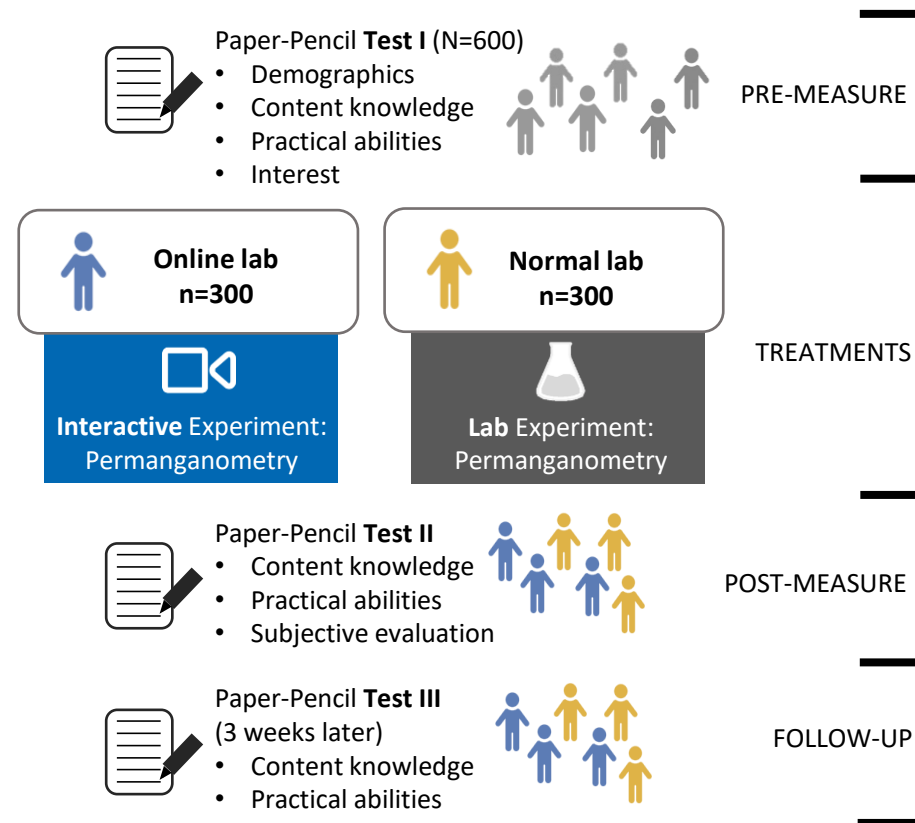 Paper-Pencil Test I (N=600)
• Demographics
• Content knowledge
• Practical abilities
• Interest
PRE-MEASURE
Online lab
n=300
Normal lab
n=300
Interactive Experiment:
Permanganometry
Lab Experiment:
Permanganometry
TREATMENTS
Paper-Pencil Test II
• Content knowledge
• Practical abilities
• Subjective evaluation
POST-MEASURE
Paper-Pencil Test III
(3 weeks later)
• Content knowledge
• Practical abilities
FOLLOW-UP